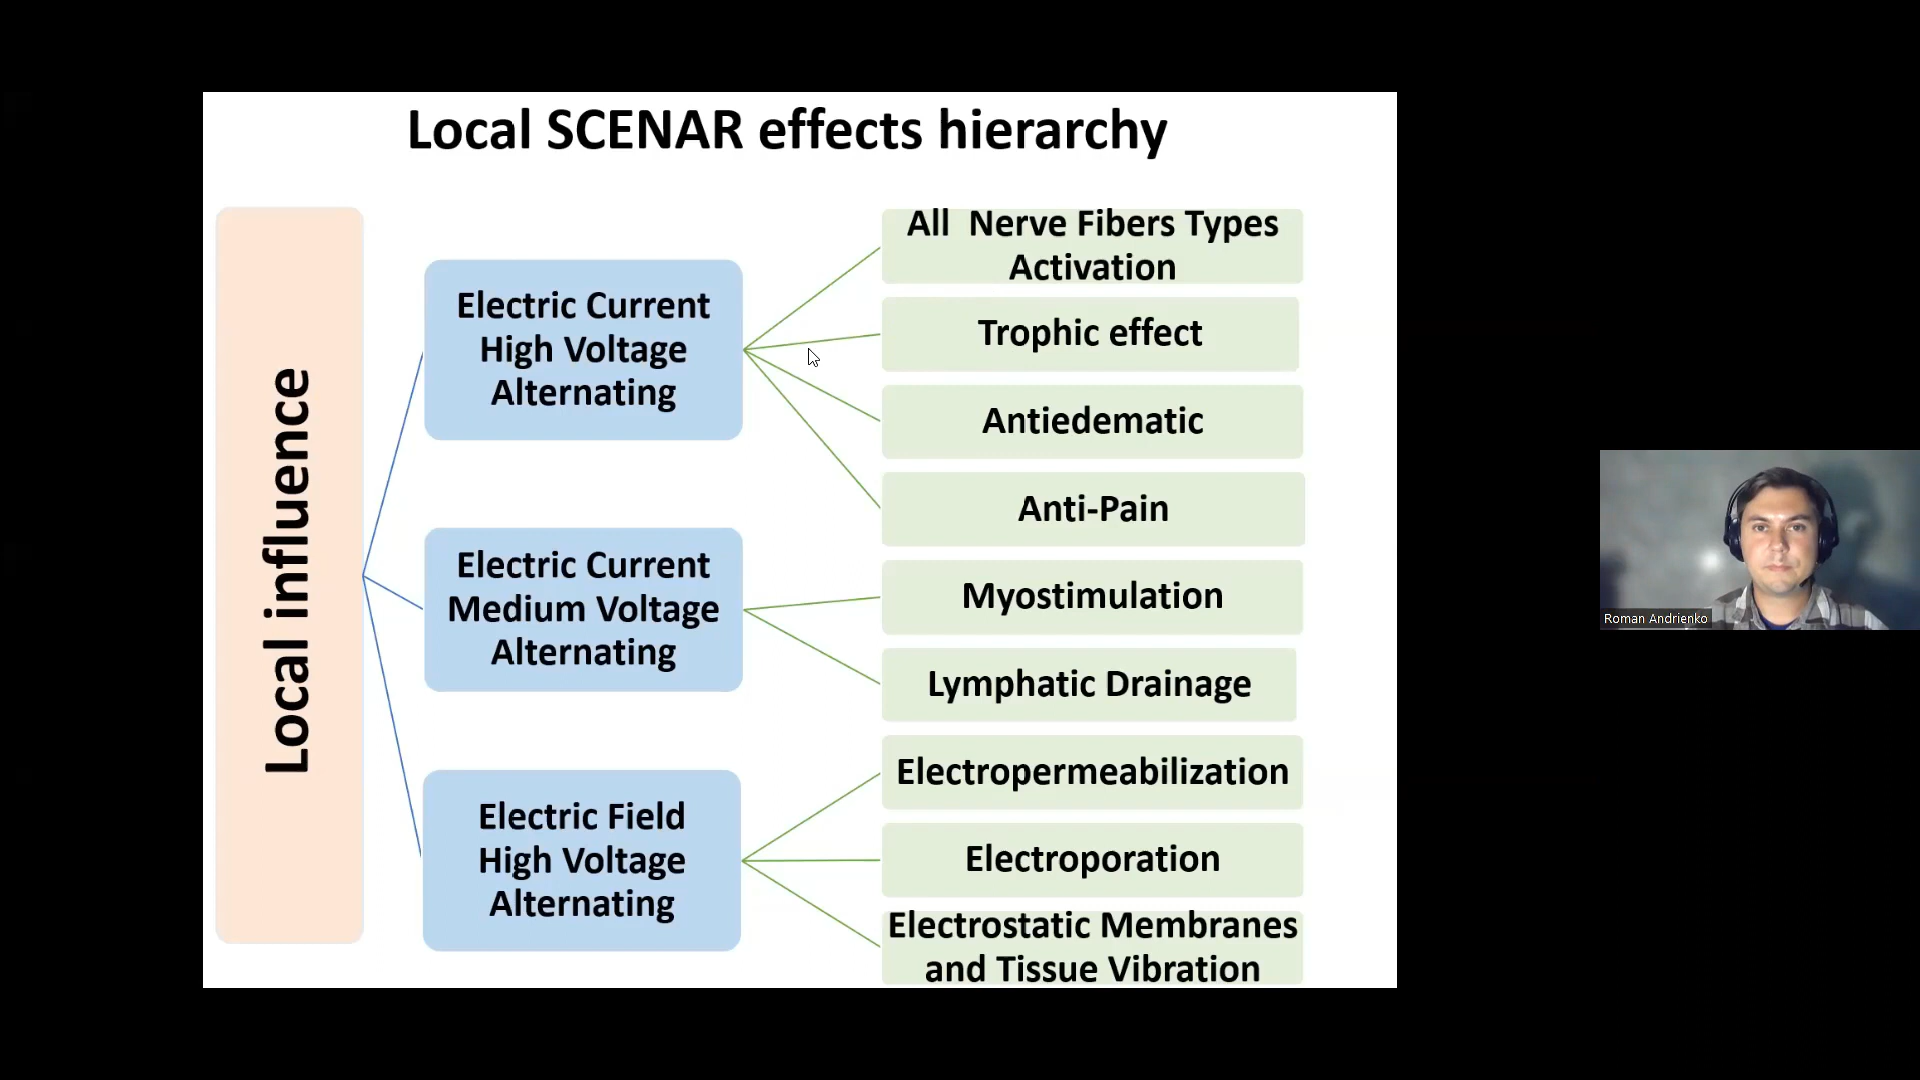 Local SCENAR effects hierarchy
Local influence
Electric Current
High Voltage
Alternating
Electric Current
Medium Voltage
Alternating
Electric Field
High Voltage
Alternating
All Nerve Fibers Types
Activation
Trophic effect
Antiedematic
Anti-Pain
Myostimulation
Lymphatic Drainage
Electropermeabilization
Electroporation
Electrostatic Membranes
and Tissue Vibration
Roman Andrienko